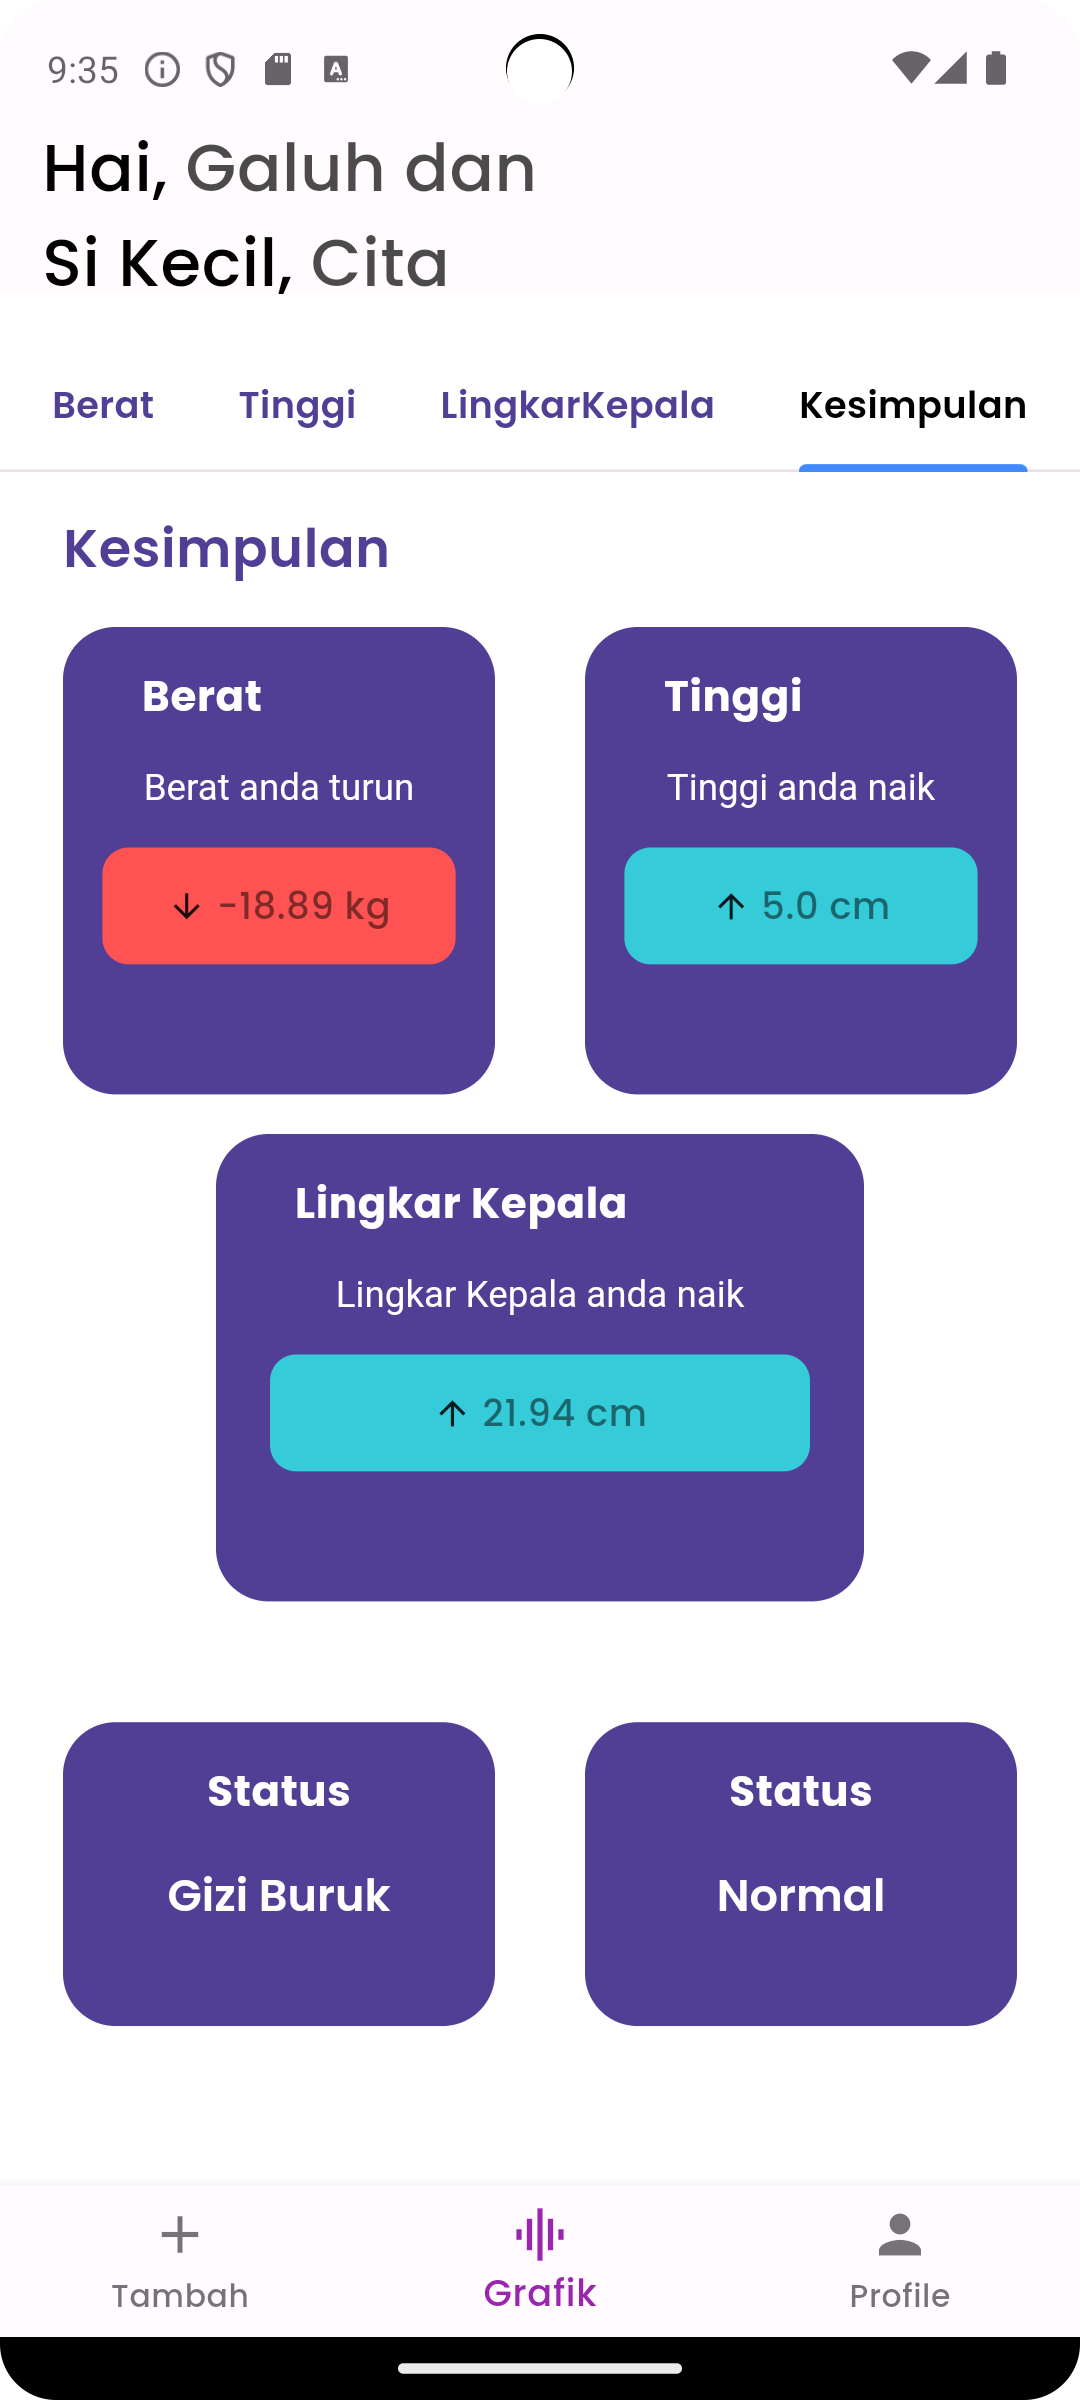 9:35
Hai, Galuh dan
Si Kecil, Cita
Berat Tinggi LingkarKepala Kesimpulan
Kesimpulan
Berat
Berat anda turun
-18.89 kg
Tinggi
Tinggi anda naik
5.0 cm
Lingkar Kepala
Lingkar Kepala anda naik
21.94 cm
Status
Gizi Buruk
Status
Normal
Tambah Grafik Profile